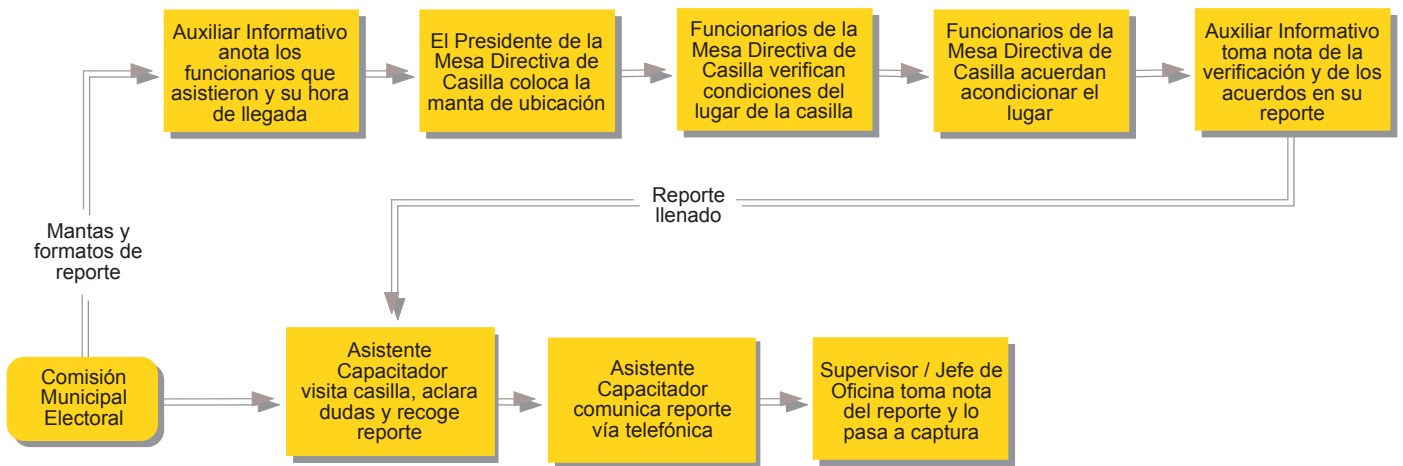 Auxiliar Informativo
anota los
funcionarios que
asistieron y su hora
de llegada
El Presidente de la
Mesa Directiva de
Casilla coloca la
manta de ubicación
Funcionarios de la
Mesa Directiva de
Casilla verifican
condiciones del
lugar de la casilla
Funcionarios de la
Mesa Directiva de
Casilla acuerdan
acondicionar el
lugar
Auxiliar Informativo
toma nota de la
verificación y de los
acuerdos en su
reporte
Reporte
llenado
Mantas y
formatos de
reporte
Comisión
Municipal
Electoral
Asistente
Capacitador
visita casilla, aclara
dudas y recoge
reporte
Asistente
Capacitador
comunica reporte
vía telefónica
Supervisor / Jefe de
Oficina toma nota
del reporte y lo
pasa a captura